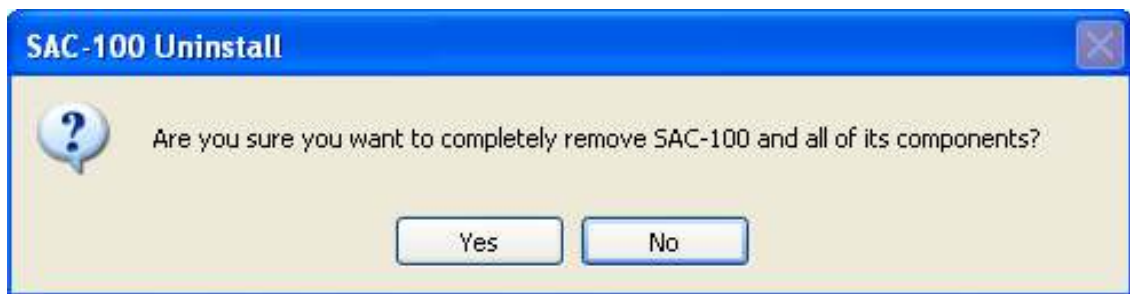 SAC-100 Uninstall
Are you sure you want to completely remove SAC-100 and all of its components?
Yes
No